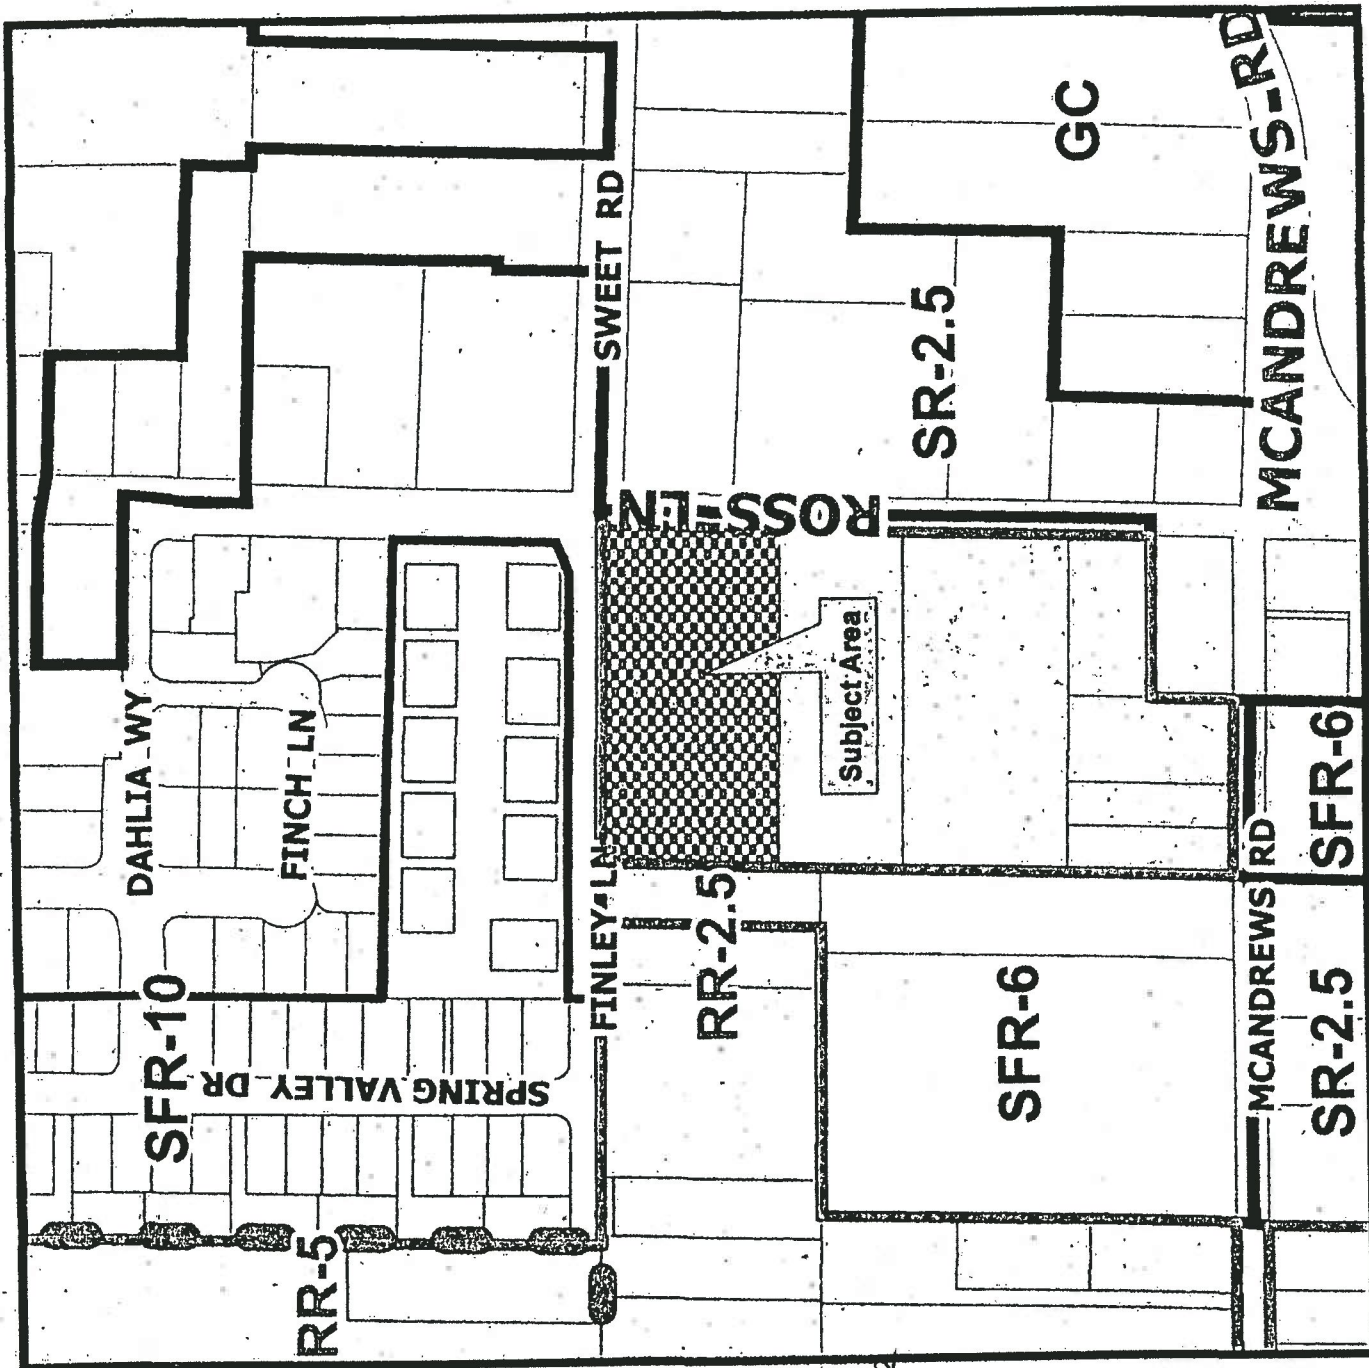 SWEET RD
GC
MCANDREWS-RD
SR-2.5
ROSS-LN
Subject Area
DAHLIA-WY
FINCH-LN
FINLEY-LN
RR-2.5
SFR-10
SPRING VALLEY DR
SFR-6
MCANDREWS RD
SFR-6
SR-2.5
RR-5